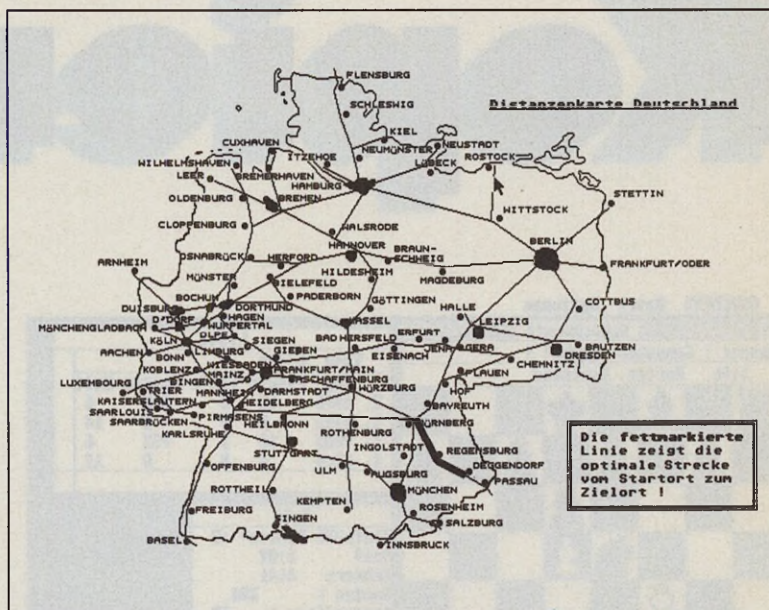 FLENSBURG
Distanzenkarte Deutschland
SCHLESWIG
KIEL
CUXHAVEN
ITZEHOE
NEUMÜNSTER
NEUSTADT
WILHELMSHAVEN
LÜBECK
ROSTOCK
LEER
BREMERHAVEN
HAMBURG
OLDENBURG
BREMEN
STETTIN
WITTSTOCK
CLOPPENBURG
WALSRODE
HANNOVER
BERLIN
ARNHEIM
OSNABRÜCK
HERFORD
BRAUN-
SCHWEIG
FRANKFURT/ODER
MÜNSTER
BIELEFELD
HILDESHEIM
MAGDEBURG
BOCHUM
PADERBORN
DUISBURG
DORTMUND
GÖTTINGEN
HALLE
COTTBUS
D'DORF
HAGEN
MÖNCHENGLADBACH
WUPPERTAL
KASSEL
LEIPZIG
KÖLN
OLPE
SIEGEN
BAD HERSFELD
ERFURT
AACHEN
BONN
LIMBURG
GIEßEN
EISENACH
JENA
GERA
DRESDEN
BAUTZEN
KOBLENZ
WIESBADEN
CHEMNITZ
BINGEN
MAINZ
FRANKFURT/MAIN
PLAUEN
LUXEMBOURG
TRIER
ASCHAFFENBURG
WÜRZBURG
HOF
KAISERSLAUTERN
MANNHEIM
DARMSTADT
SAARLOUIS
HEIDELBERG
BAYREUTH
SAARBRÜCKEN
PIRMASENS
HEILBRONN
ROTHENBURG
NÜRNBERG
KARLSRUHE
STUTTGART
INGOLSTADT
REGENSBURG
OFFENBURG
ULM
AUGSBURG
DEGGENDORF
ROTTWEIL
MÜNCHEN
PASSAU
FREIBURG
SINGEN
KEMPTEN
ROSENHEIM
BASEL
SALZBURG
INNSBRUCK
Die fettmarkierte
Linie zeigt die
optimale Strecke
vom Startort zum
Zielort !